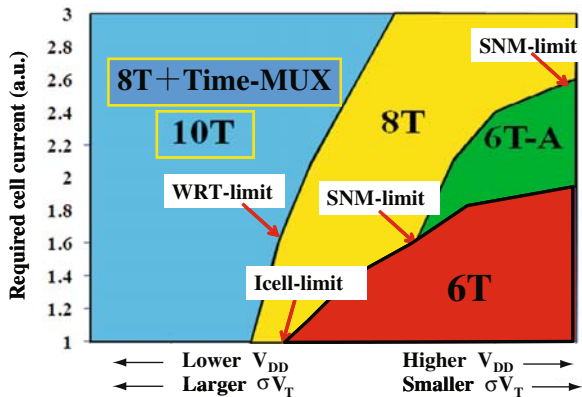 3
2.8
2.4
2.2
2
1.8
1.6
1.4
1.2
1
Required cell current (a.u.)
8T+Time-MUX
10T
8T
6T-A
6T
SNM-limit
WRT-limit
SNM-limit
Icell-limit
← Lower VDD
Higher VDD →
← Larger σVT
Smaller σVT →